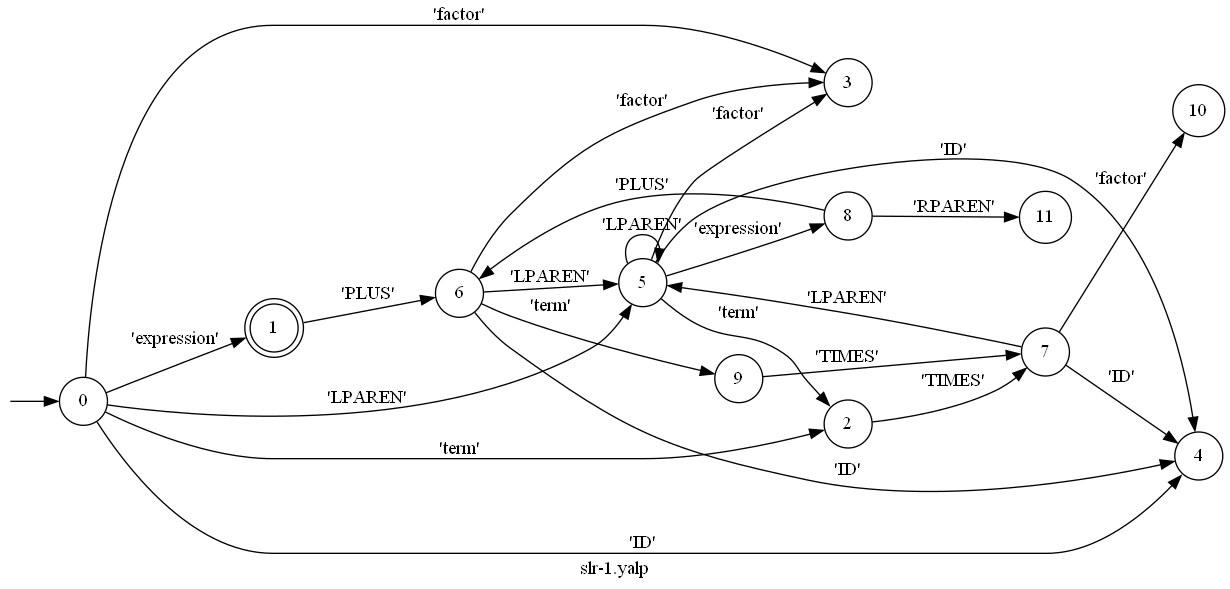 'factor'
3
10
'factor'
'factor'
'ID'
'factor'
'PLUS'
8
'RPAREN'
11
'LPAREN'
'expression'
6
'LPAREN'
5
'LPAREN'
'PLUS'
'term'
'term'
1
'expression'
7
'TIMES'
9
'TIMES'
'ID'
0
'LPAREN'
2
'term'
'ID'
4
'ID'
slr-1.yalp